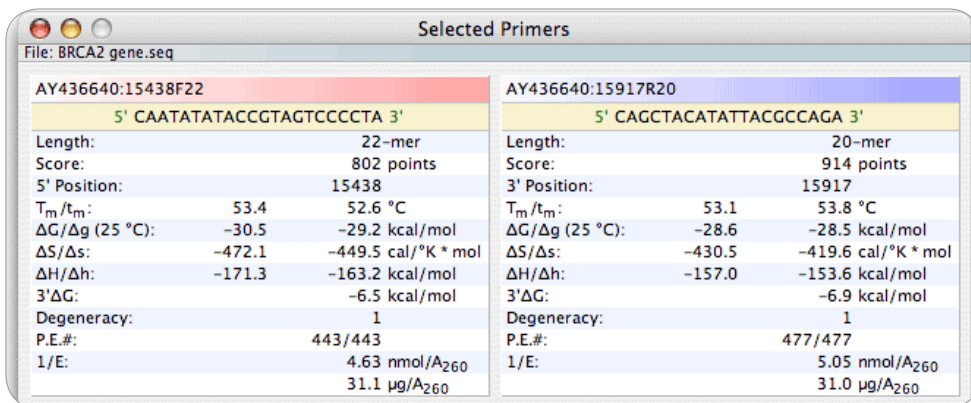 Selected Primers
File: BRCA2 gene.seq
AY436640:15438F22
5' CAATATATACCGTAGTCCCCTA 3'
Length: 22-mer
Score: 802 points
5' Position: 15438
Tm/tm: 53.4 52.6 °C
ΔG/Δg (25 °C): -30.5 -29.2 kcal/mol
ΔS/Δs: -472.1 -449.5 cal/°K * mol
ΔH/Δh: -171.3 -163.2 kcal/mol
3'ΔG: -6.5 kcal/mol
Degeneracy: 1
P.E.#: 443/443
1/E: 4.63 nmol/A260
31.1 µg/A260
AY436640:15917R20
5' CAGCTACATATTACGCCAGA 3'
Length: 20-mer
Score: 914 points
3' Position: 15917
Tm/tm: 53.1 53.8 °C
ΔG/Δg (25 °C): -28.6 -28.5 kcal/mol
ΔS/Δs: -430.5 -419.6 cal/°K * mol
ΔH/Δh: -157.0 -153.6 kcal/mol
3'ΔG: -6.9 kcal/mol
Degeneracy: 1
P.E.#: 477/477
1/E: 5.05 nmol/A260
31.0 µg/A260